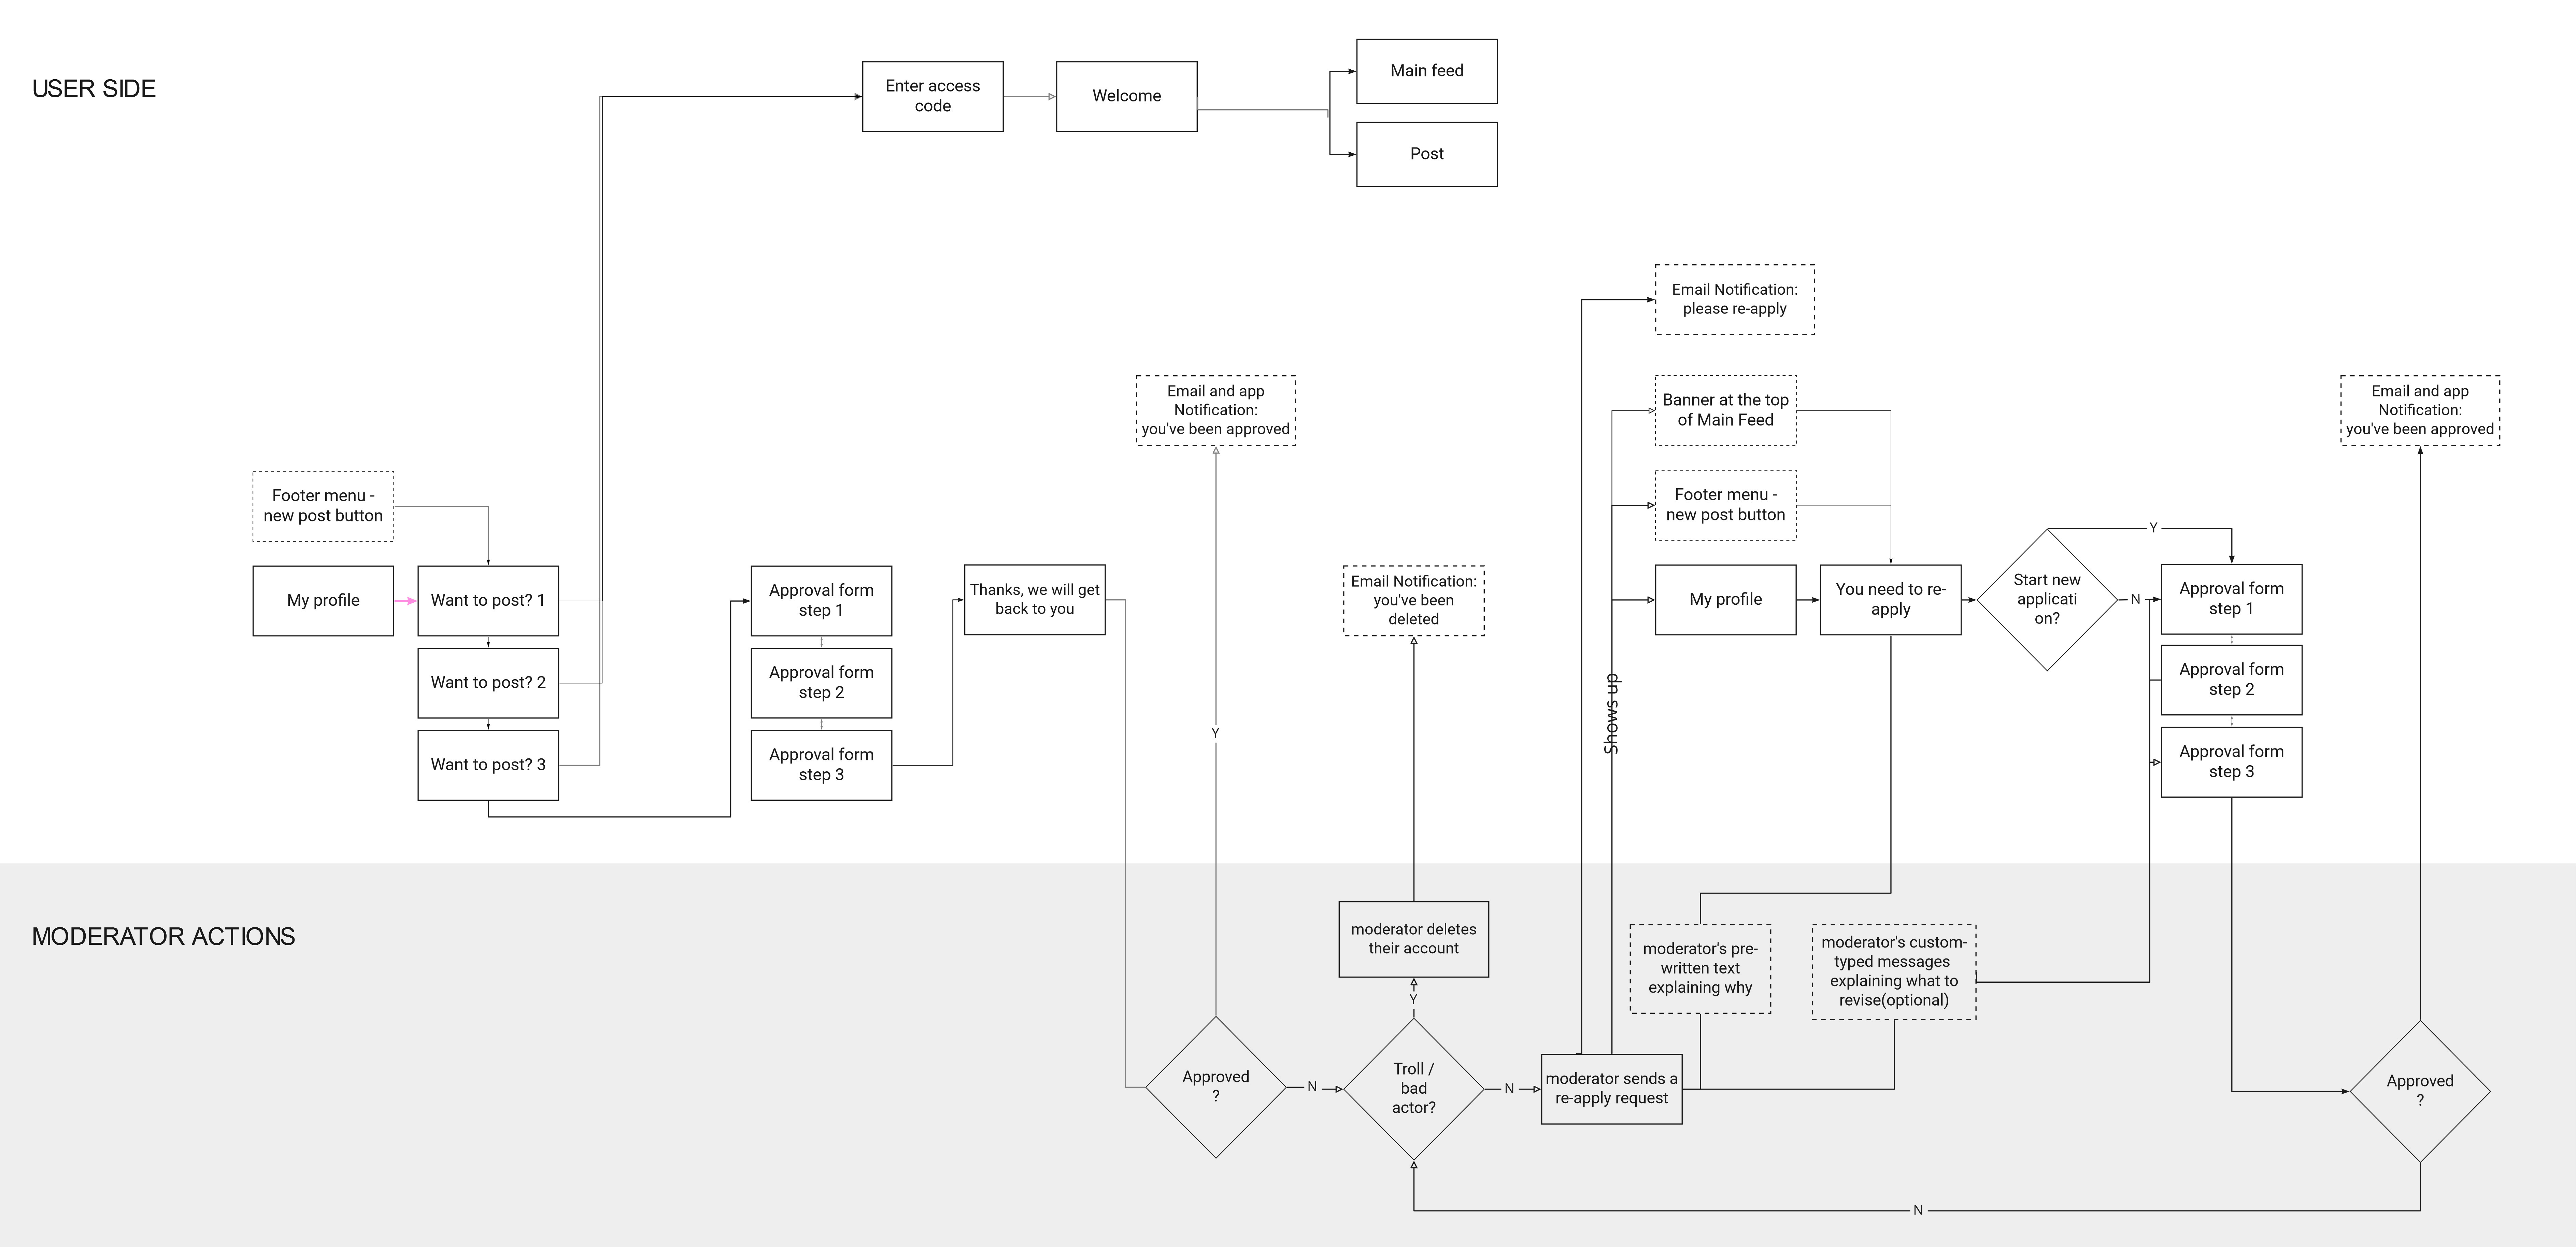 USER SIDE
Enter access
code
Welcome
Main feed
Post
Email Notification:
please re-apply
Email and app
Notification:
you've been approved
Banner at the top
of Main Feed
Email and app
Notification:
you've been approved
Footer menu -
new post button
Footer menu -
new post button
My profile
Want to post? 1
Want to post? 2
Want to post? 3
Approval form
step 1
Approval form
step 2
Approval form
step 3
Thanks, we will get
back to you
Y
Email Notification:
you've been
deleted
Shows up
My profile
You need to re-
apply
Start new
applicati
on?
Y
N
Approval form
step 1
Approval form
step 2
Approval form
step 3
MODERATOR ACTIONS
moderator deletes
their account
moderator's pre-
written text
explaining why
moderator's custom-
typed messages
explaining what to
revise(optional)
Y
Approved
?
N
Troll /
bad
actor?
N
moderator sends a
re-apply request
Approved
?
N